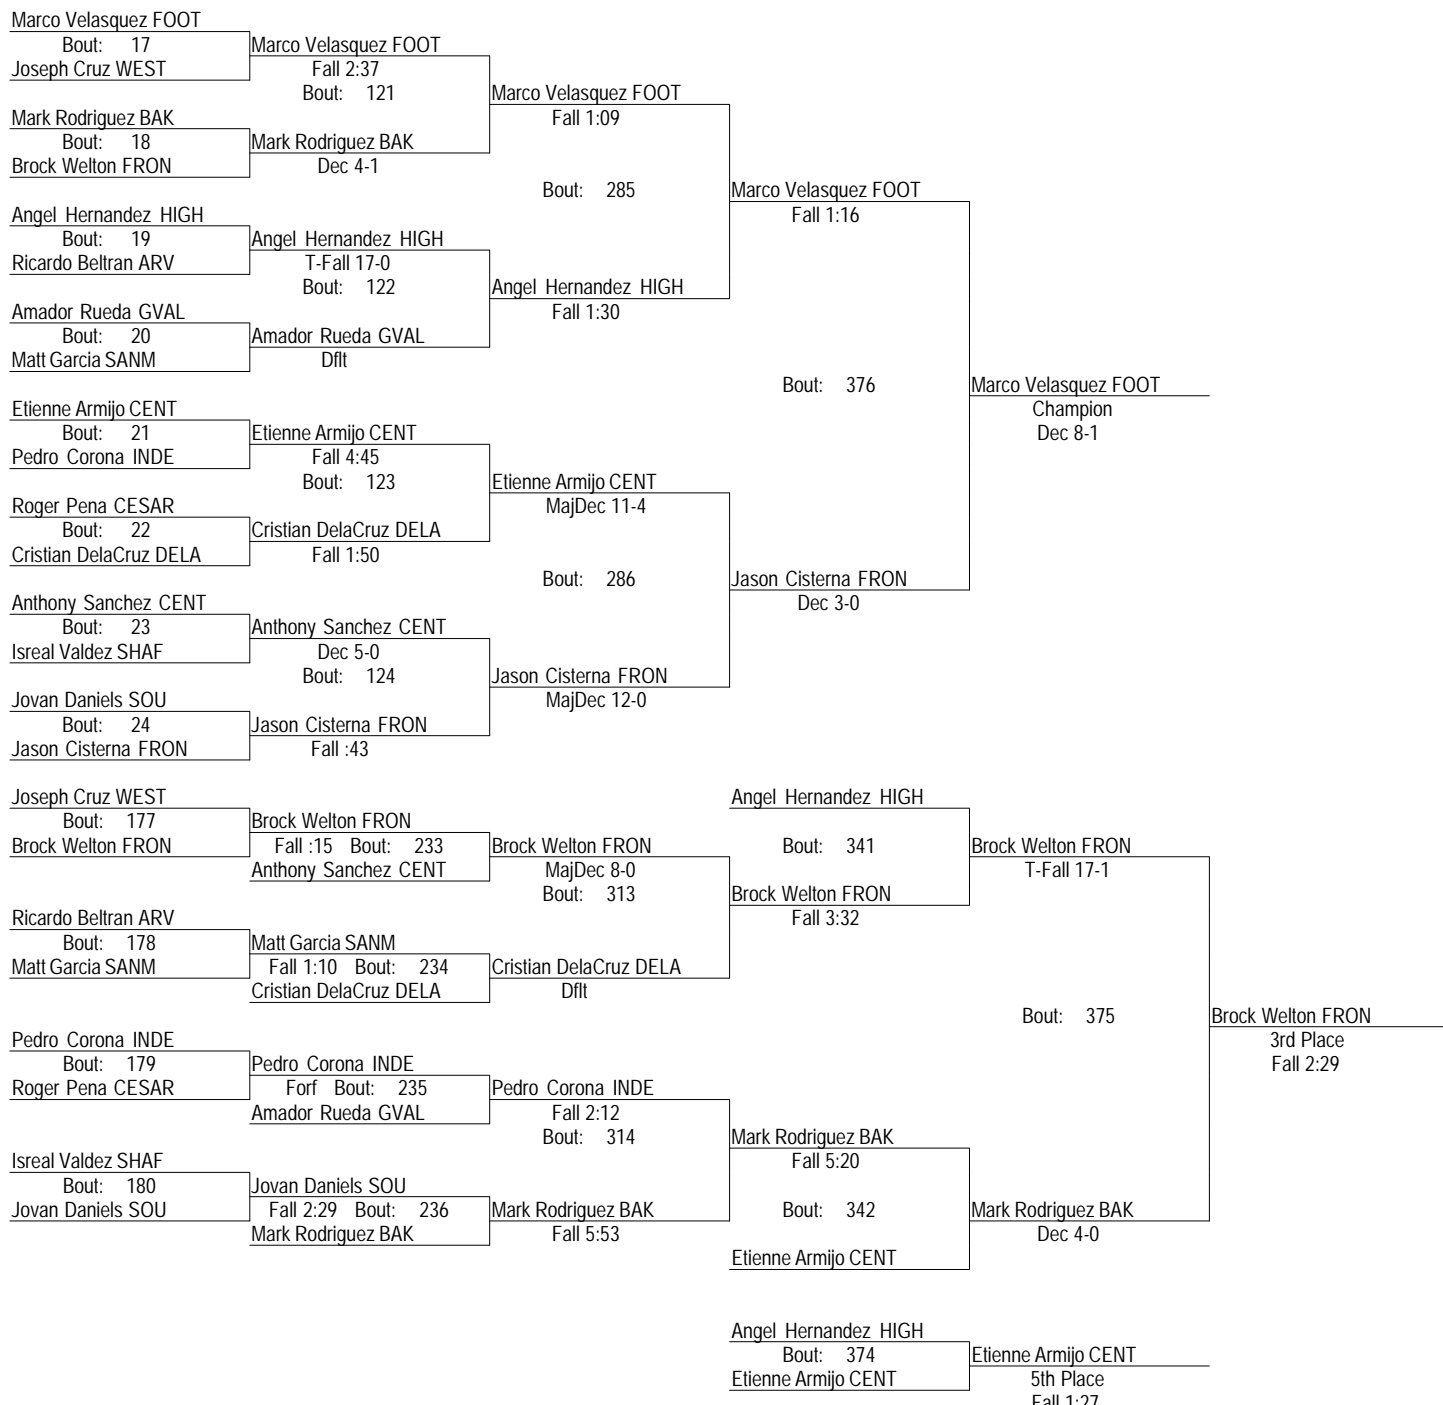 Marco Velasquez FOOT
Bout: 17
Joseph Cruz WEST
Mark Rodriguez BAK
Bout: 18
Brock Welton FRON
Angel Hernandez HIGH
Bout: 19
Ricardo Beltran ARV
Amador Rueda GVAL
Bout: 20
Matt Garcia SANM
Etienne Armijo CENT
Bout: 21
Pedro Corona INDE
Roger Pena CESAR
Bout: 22
Cristian DelaCruz DELA
Anthony Sanchez CENT
Bout: 23
Isreal Valdez SHAF
Jovan Daniels SOU
Bout: 24
Jason Cisterna FRON
Marco Velasquez FOOT
Fall 2:37
Bout: 121
Mark Rodriguez BAK
Dec 4-1
Angel Hernandez HIGH
T-Fall 17-0
Bout: 122
Amador Rueda GVAL
Dflt
Etienne Armijo CENT
Fall 4:45
Bout: 123
Cristian DelaCruz DELA
Fall 1:50
Anthony Sanchez CENT
Dec 5-0
Bout: 124
Jason Cisterna FRON
Fall :43
Marco Velasquez FOOT
Fall 1:09
Bout: 285
Angel Hernandez HIGH
Fall 1:30
Etienne Armijo CENT
MajDec 11-4
Bout: 286
Jason Cisterna FRON
MajDec 12-0
Marco Velasquez FOOT
Fall 1:16
Bout: 376
Jason Cisterna FRON
Dec 3-0
Marco Velasquez FOOT
Champion
Dec 8-1
Joseph Cruz WEST
Bout: 177
Brock Welton FRON
Ricardo Beltran ARV
Bout: 178
Matt Garcia SANM
Pedro Corona INDE
Bout: 179
Roger Pena CESAR
Isreal Valdez SHAF
Bout: 180
Jovan Daniels SOU
Brock Welton FRON
Fall :15 Bout: 233
Anthony Sanchez CENT
Matt Garcia SANM
Fall 1:10 Bout: 234
Cristian DelaCruz DELA
Pedro Corona INDE
Forf Bout: 235
Amador Rueda GVAL
Jovan Daniels SOU
Fall 2:29 Bout: 236
Mark Rodriguez BAK
Brock Welton FRON
MajDec 8-0
Bout: 313
Cristian DelaCruz DELA
Dflt
Pedro Corona INDE
Fall 2:12
Bout: 314
Mark Rodriguez BAK
Fall 5:53
Angel Hernandez HIGH
Bout: 341
Brock Welton FRON
Fall 3:32
Mark Rodriguez BAK
Fall 5:20
Bout: 342
Etienne Armijo CENT
Brock Welton FRON
T-Fall 17-1
Bout: 375
Mark Rodriguez BAK
Dec 4-0
Brock Welton FRON
3rd Place
Fall 2:29
Angel Hernandez HIGH
Bout: 374
Etienne Armijo CENT
Etienne Armijo CENT
5th Place
Fall 1:27